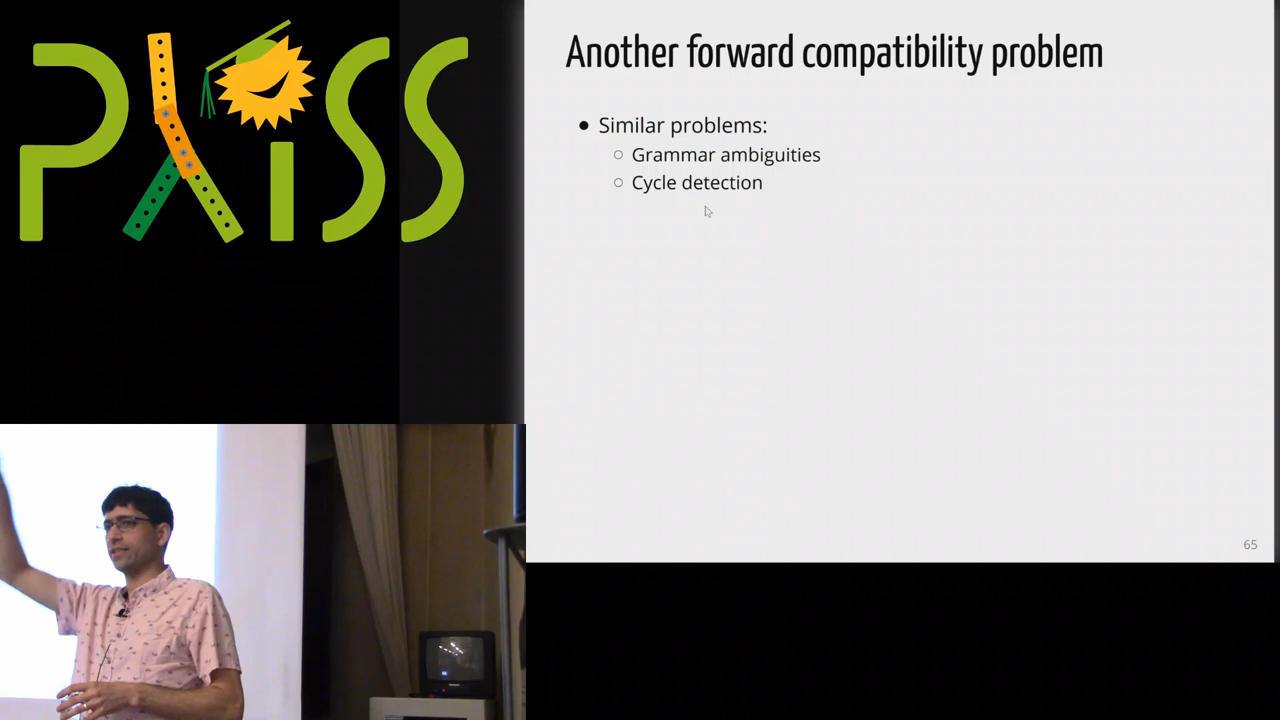 PLISS
Another forward compatibility problem
Similar problems:
Grammar ambiguities
Cycle detection
65